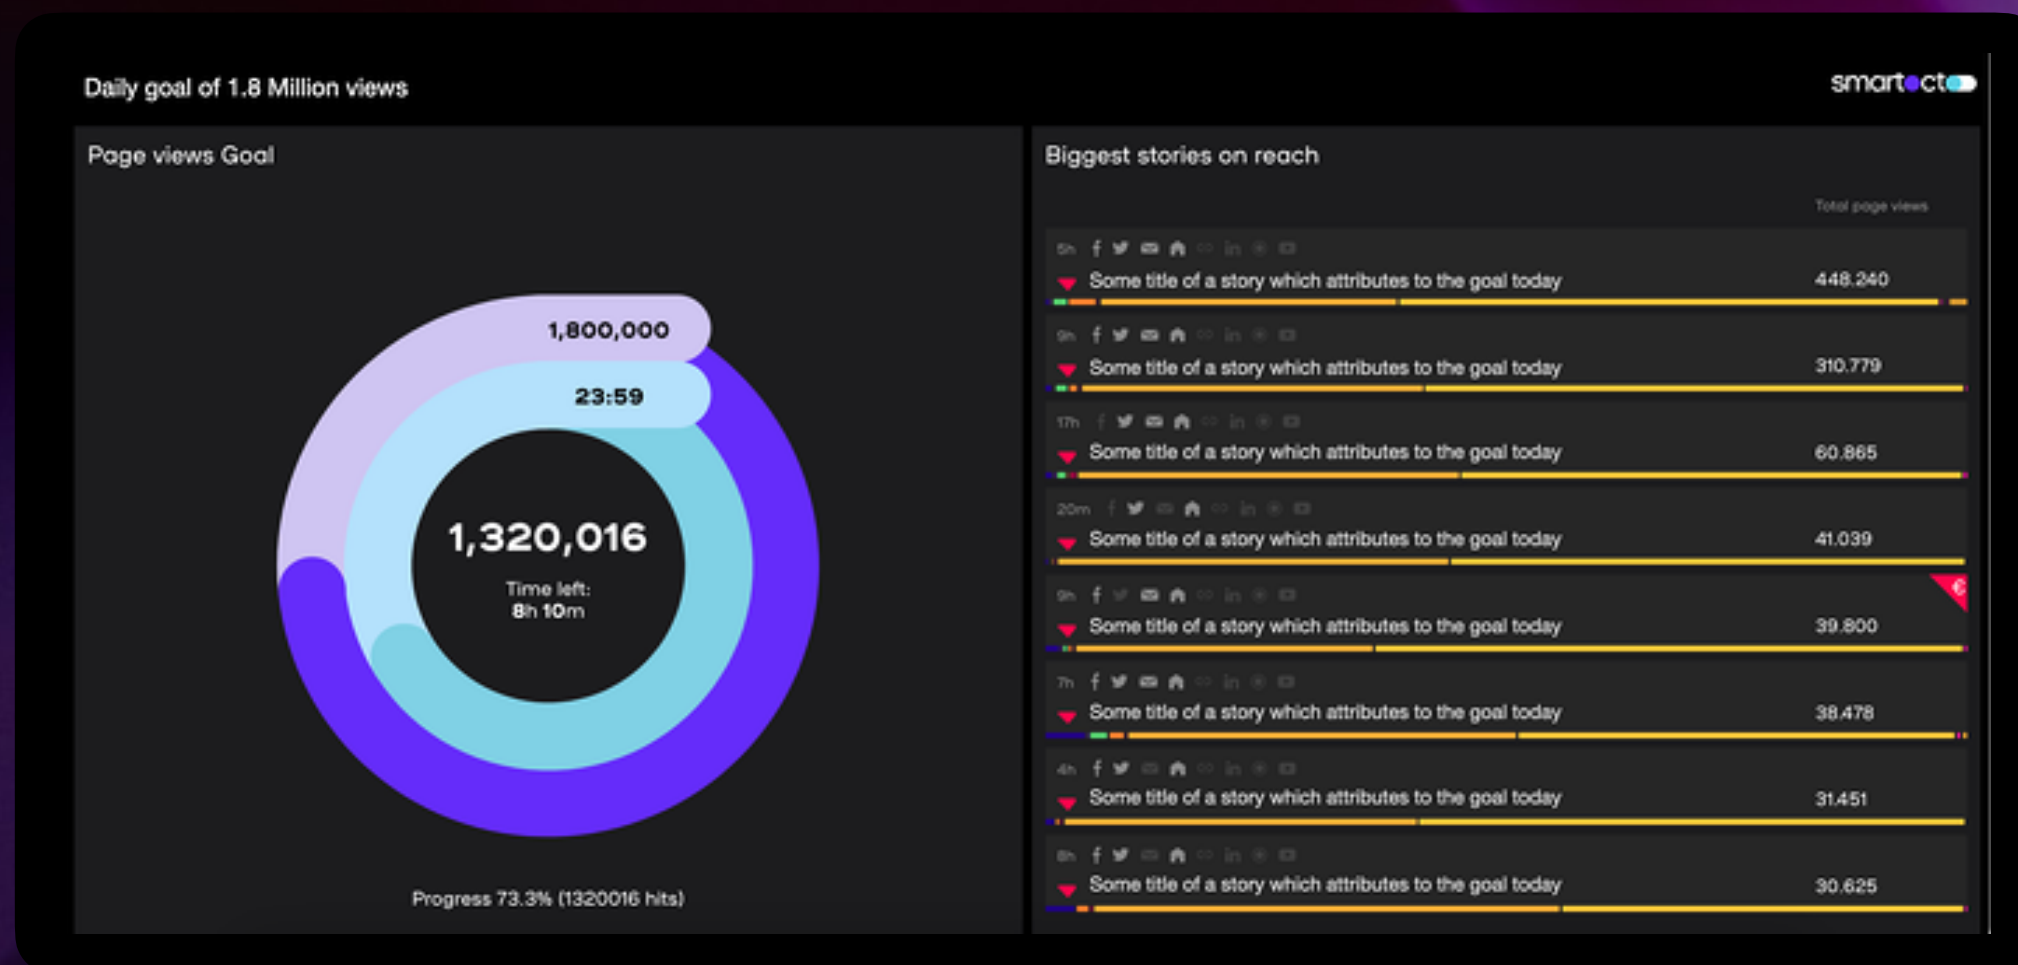 Daily goal of 1.8 Million views
smartocto
Page views Goal
1,800,000
23:59
1,320,016
Time left:
8h 10m
Progress 73.3% (1320016 hits)
Biggest stories on reach
Total page views
5h
Some title of a story which attributes to the goal today 448.240
9h
Some title of a story which attributes to the goal today 310.779
17h
Some title of a story which attributes to the goal today 60.865
20m
Some title of a story which attributes to the goal today 41.039
9h €
Some title of a story which attributes to the goal today 39.800
7h
Some title of a story which attributes to the goal today 38.478
4h
Some title of a story which attributes to the goal today 31.451
8h
Some title of a story which attributes to the goal today 30.625